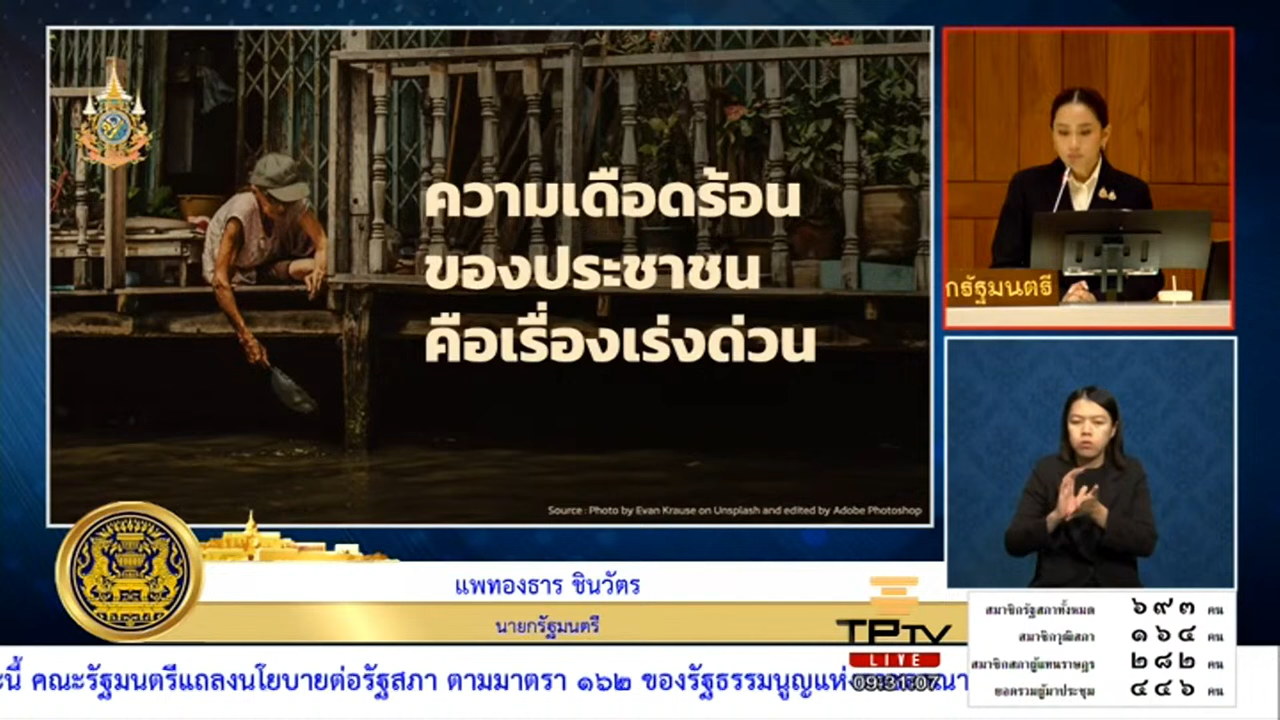 ความเดือดร้อน
ของประชาชน
คือเรื่องเร่งด่วน
Source : Photo by Evan Krause on Unsplash and edited by Adobe Photoshop
กรัฐมนตรี
แพทองธาร ชินวัตร
นายกรัฐมนตรี
TPTV
LIVE
09:31:07
ะนี้ คณะรัฐมนตรีแถลงนโยบายต่อรัฐสภา ตามมาตรา ๑๖๒ ของรัฐธรรมนูญแห่ง
สมาชิกรัฐสภาทั้งหมด ๖๙๓ คน
สมาชิกวุฒิสภา ๑๖๔ คน
สมาชิกสภาผู้แทนราษฎร ๒๘๒ คน
ยอดรวมผู้มาประชุม ๔๔๖ คน